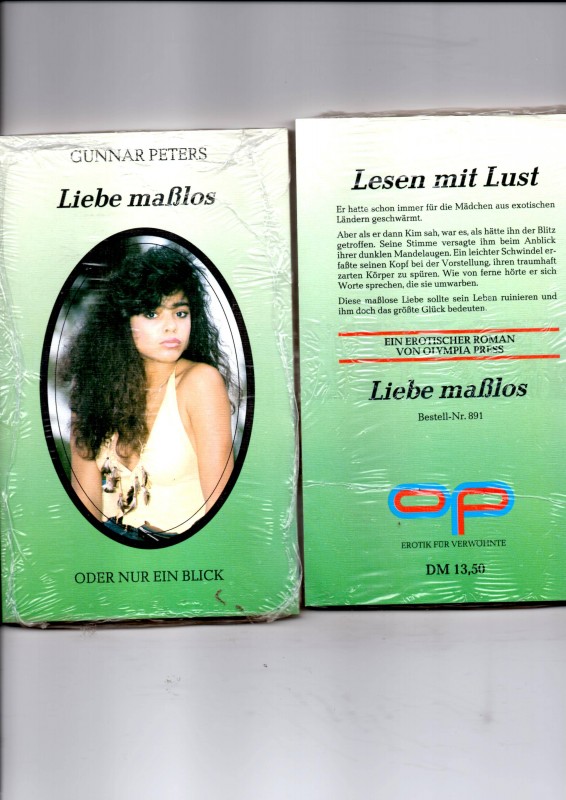 GUNNAR PETERS
Liebe maßlos
ODER NUR EIN BLICK
Lesen mit Lust
Er hatte schon immer für die Mädchen aus exotischen
Ländern geschwärmt.
Aber als er dann Kim sah, war es, als hätte ihn der Blitz
getroffen. Seine Stimme versagte ihm beim Anblick
ihrer dunklen Mandelaugen. Ein leichter Schwindel er-
faßte seinen Kopf bei der Vorstellung, ihren traumhaft
zarten Körper zu spüren. Wie von ferne hörte er sich
Worte sprechen, die sie umwarben.
Diese maßlose Liebe sollte sein Leben ruinieren und
ihm doch das größte Glück bedeuten.
EIN EROTISCHER ROMAN
VON OLYMPIA PRESS
Liebe maßlos
Bestell-Nr. 891
op
EROTIK FÜR VERWÖHNTE
DM 13,50